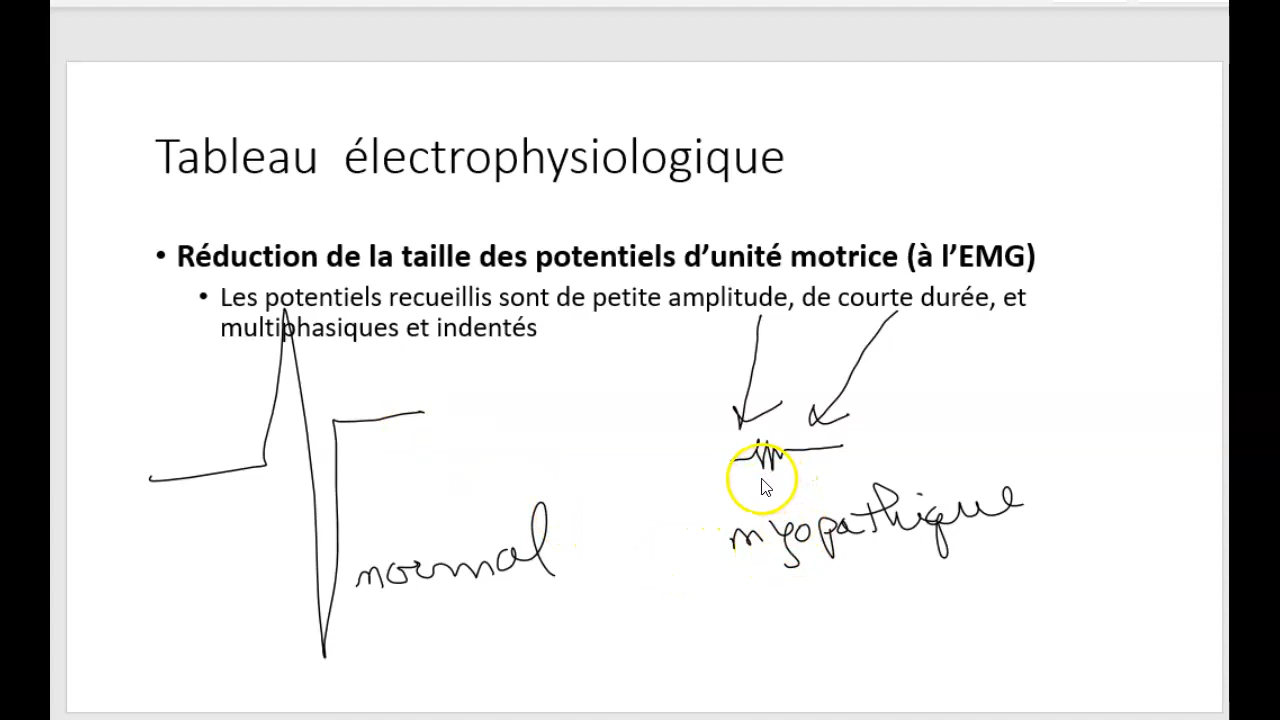 Tableau électrophysiologique
• Réduction de la taille des potentiels d’unité motrice (à l’EMG)
• Les potentiels recueillis sont de petite amplitude, de courte durée, et
multiphasiques et indentés
normal
myopathique